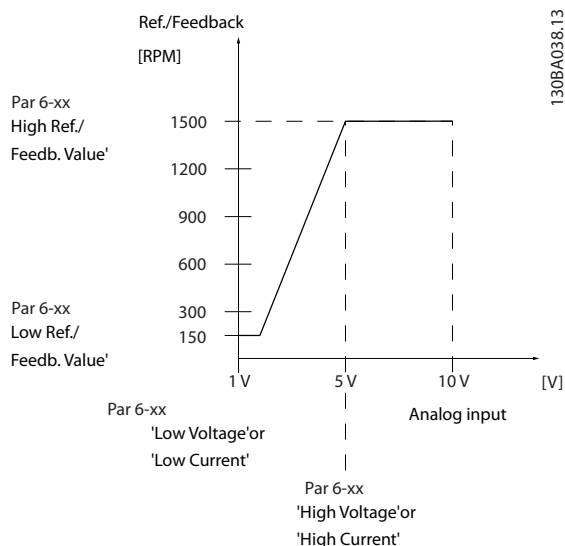 Ref./Feedback
[RPM]
130BA038.13
Par 6-xx
High Ref./
Feedb. Value'
1500
1200
900
600
300
150
Par 6-xx
Low Ref./
Feedb. Value'
1 V
5 V
10 V
[V]
Analog input
Par 6-xx
'Low Voltage'or
'Low Current'
Par 6-xx
'High Voltage'or
'High Current'